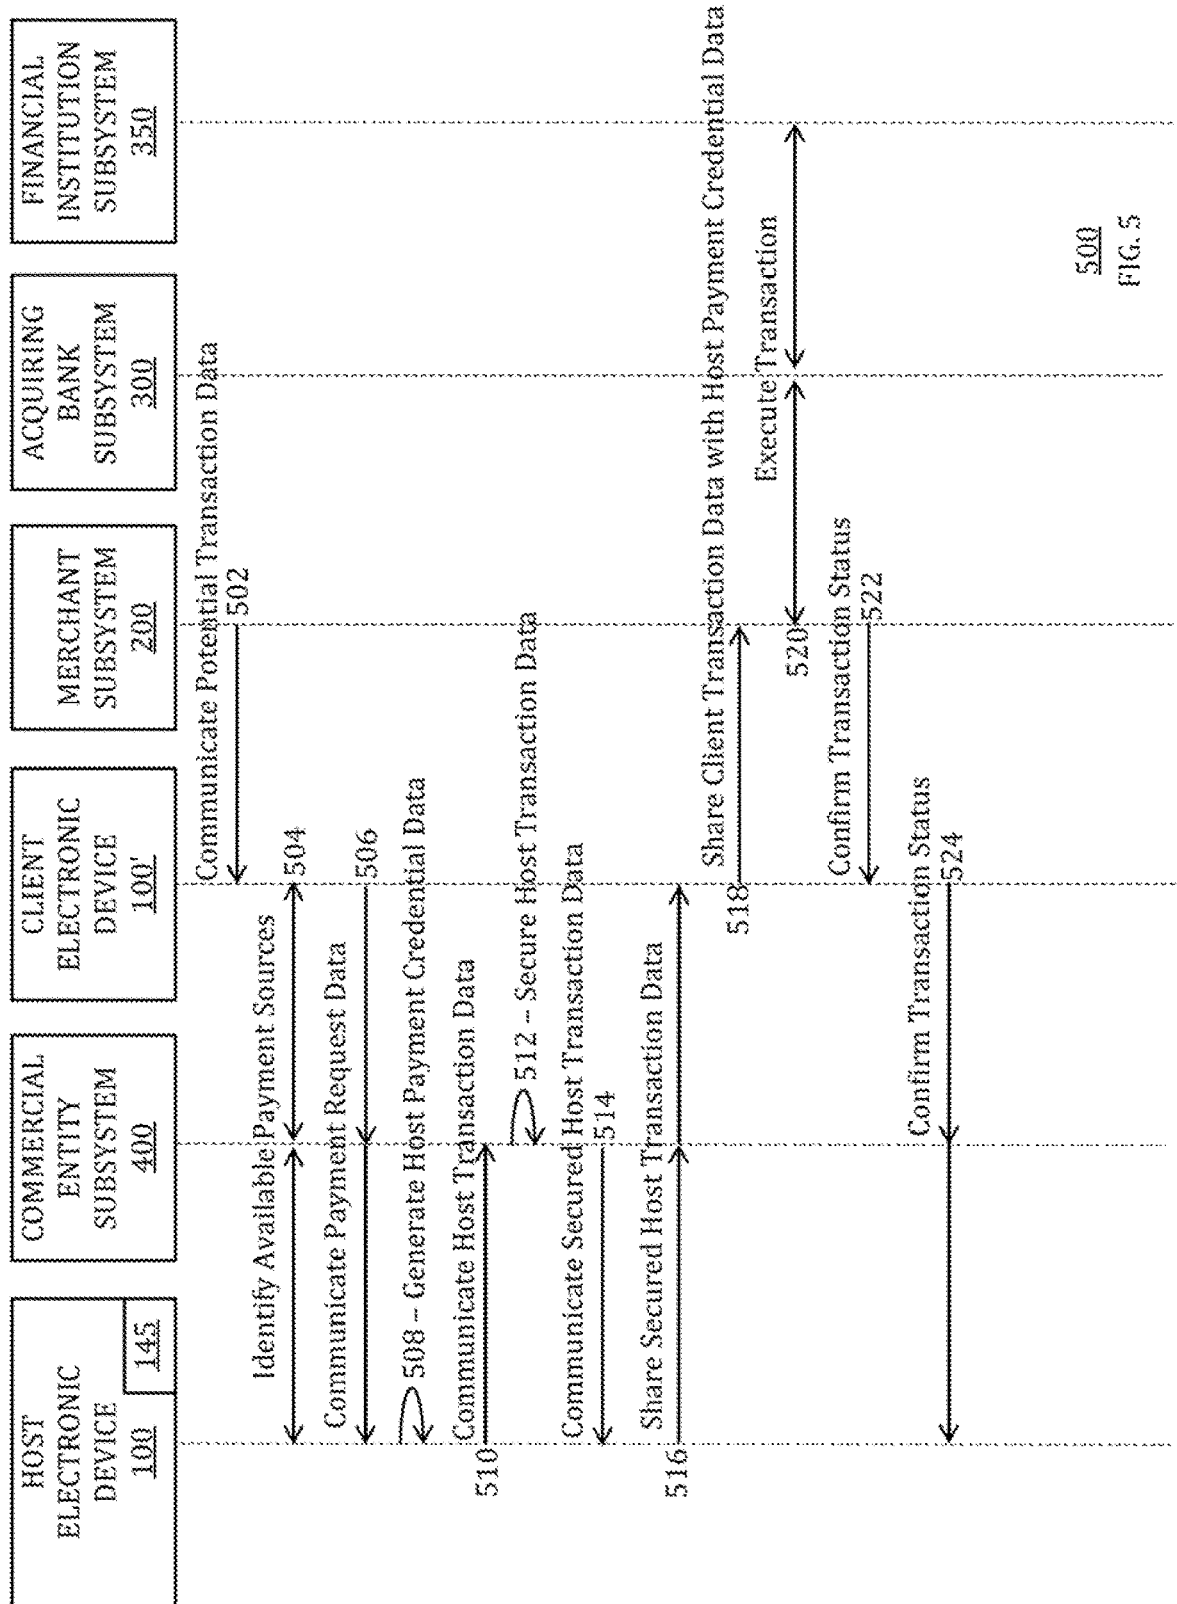 HOST
ELECTRONIC
DEVICE
100
145
COMMERCIAL
ENTITY
SUBSYSTEM
400
CLIENT
ELECTRONIC
DEVICE
100'
MERCHANT
SUBSYSTEM
200
ACQUIRING
BANK
SUBSYSTEM
300
FINANCIAL
INSTITUTION
SUBSYSTEM
350
Communicate Potential Transaction Data
502
Identify Available Payment Sources
504
Communicate Payment Request Data
506
508 – Generate Host Payment Credential Data
Communicate Host Transaction Data
510
512 – Secure Host Transaction Data
Communicate Secured Host Transaction Data
514
Share Secured Host Transaction Data
516
Share Client Transaction Data with Host Payment Credential Data
518
Execute Transaction
520
Confirm Transaction Status
522
Confirm Transaction Status
524
500
FIG. 5